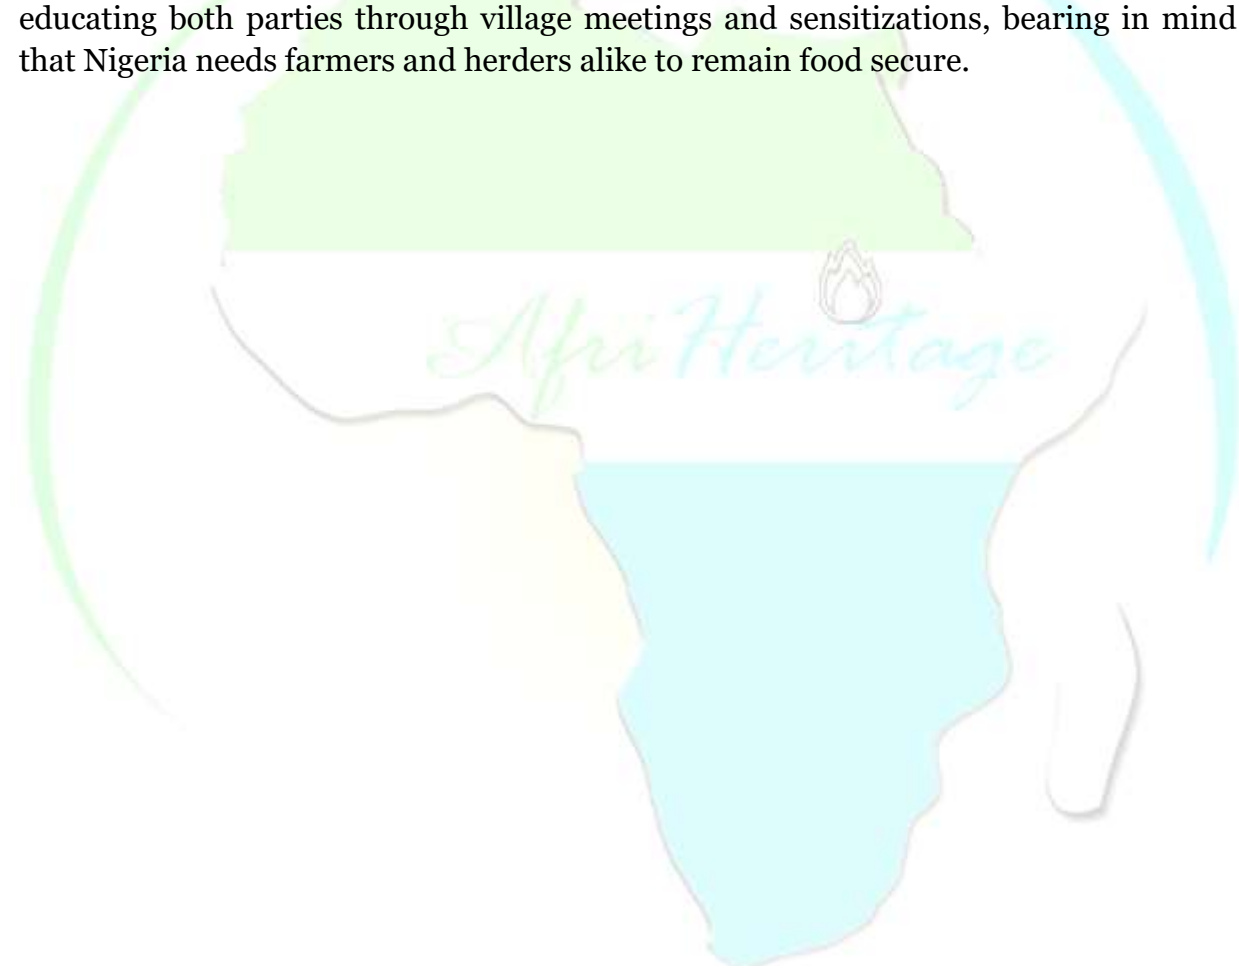 educating both parties through village meetings and sensitizations, bearing in mind
that Nigeria needs farmers and herders alike to remain food secure.
AfriHeritage